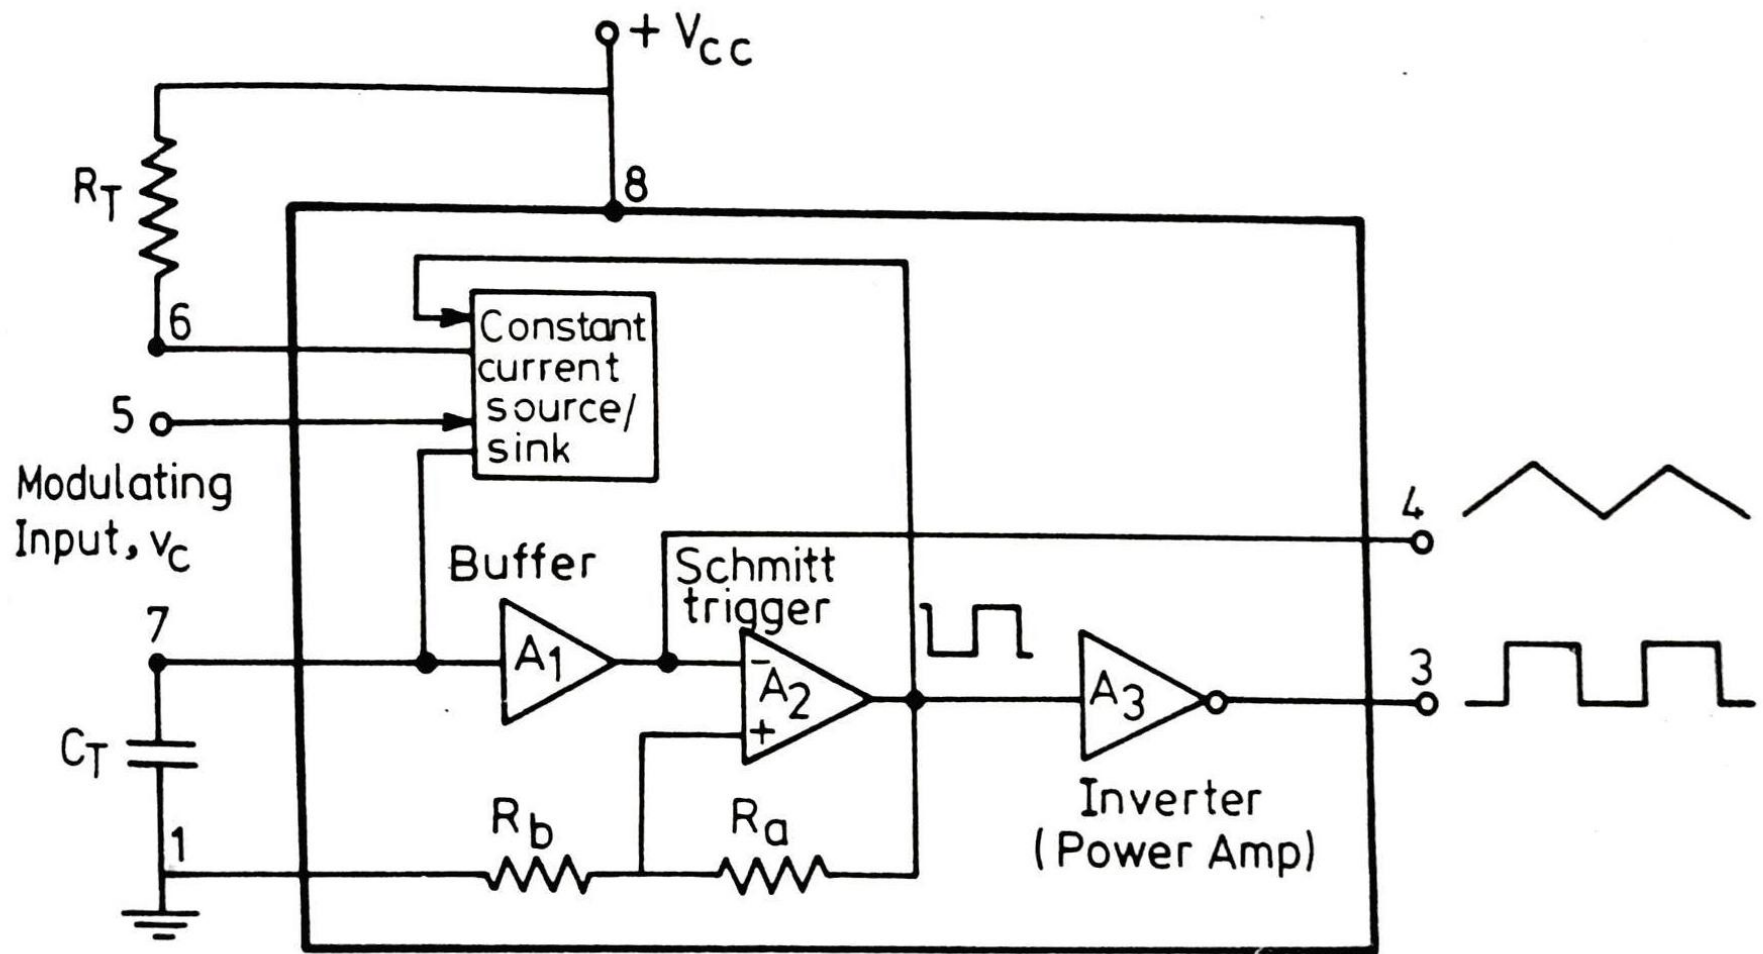 + VCC
8
RT
6
Constant
current
source/
sink
5
Modulating
Input, vC
4
Buffer
Schmitt
trigger
7
A1
−
A2
+
A3
3
CT
Inverter
(Power Amp)
Rb
Ra
1